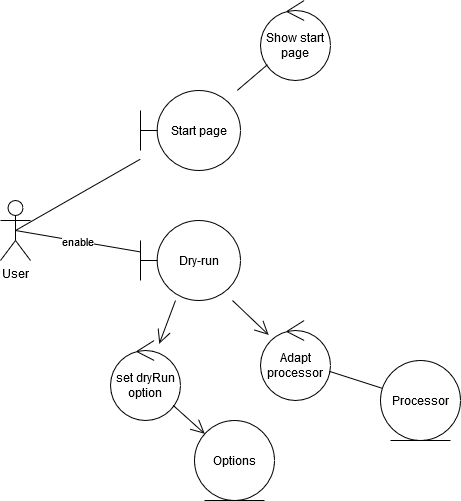 Show start
page
Start page
User
enable
Dry-run
set dryRun
option
Adapt
processor
Processor
Options